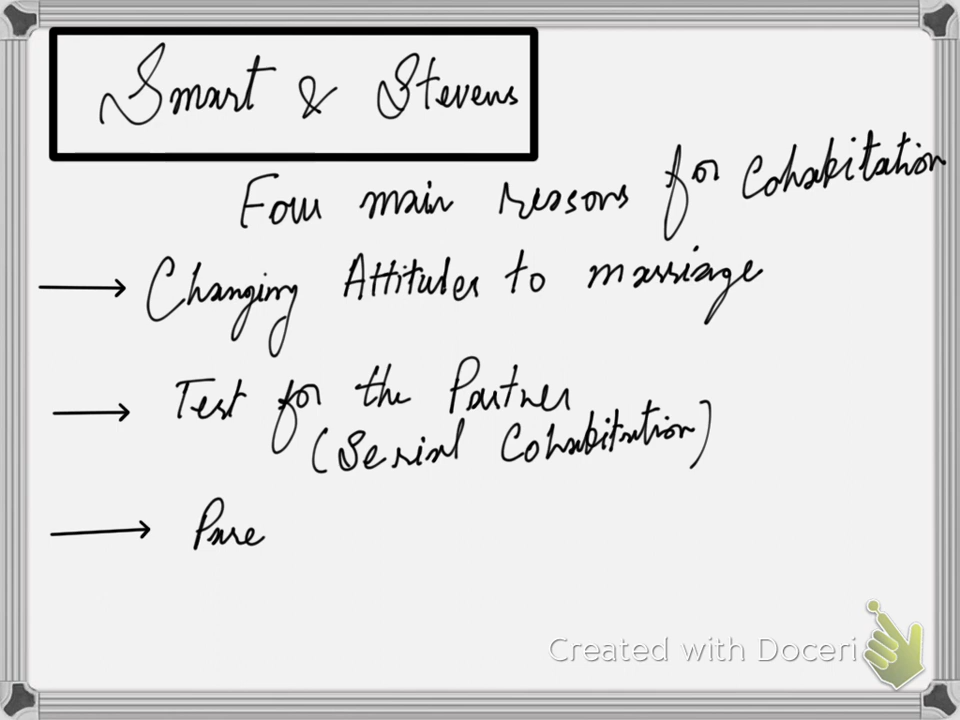 Smart & Stevens
Four main reasons for Cohabitation
→ Changing Attitudes to marriage
→ Test for the Partner
(Serial Cohabitation)
→ Pure
Created with Doceri